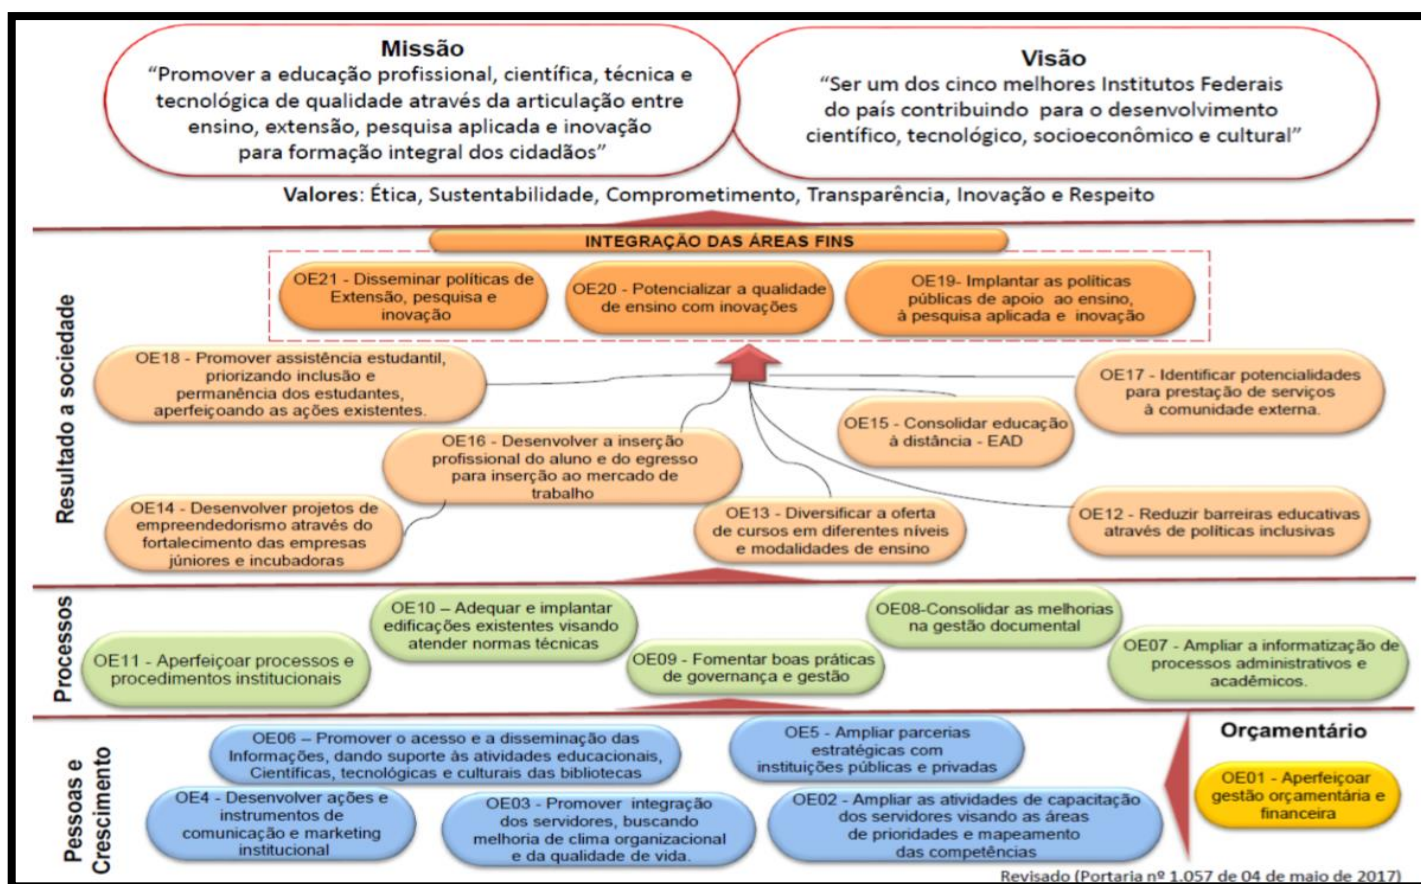 Missão
“Promover a educação profissional, científica, técnica e
tecnológica de qualidade através da articulação entre
ensino, extensão, pesquisa aplicada e inovação
para formação integral dos cidadãos”
Visão
“Ser um dos cinco melhores Institutos Federais
do país contribuindo para o desenvolvimento
científico, tecnológico, socioeconômico e cultural”
Valores: Ética, Sustentabilidade, Comprometimento, Transparência, Inovação e Respeito
Resultado a sociedade
INTEGRAÇÃO DAS ÁREAS FINS
OE21 - Disseminar políticas de
Extensão, pesquisa e
inovação
OE20 - Potencializar a qualidade
de ensino com inovações
OE19- Implantar as políticas
públicas de apoio ao ensino,
à pesquisa aplicada e inovação
OE18 - Promover assistência estudantil,
priorizando inclusão e
permanência dos estudantes,
aperfeiçoando as ações existentes.
OE17 - Identificar potencialidades
para prestação de serviços
à comunidade externa.
OE16 - Desenvolver a inserção
profissional do aluno e do egresso
para inserção ao mercado de
trabalho
OE15 - Consolidar educação
à distância - EAD
OE14 - Desenvolver projetos de
empreendedorismo através do
fortalecimento das empresas
júniores e incubadoras
OE13 - Diversificar a oferta
de cursos em diferentes níveis
e modalidades de ensino
OE12 - Reduzir barreiras educativas
através de políticas inclusivas
Processos
OE11 - Aperfeiçoar processos e
procedimentos institucionais
OE10 – Adequar e implantar
edificações existentes visando
atender normas técnicas
OE09 - Fomentar boas práticas
de governança e gestão
OE08-Consolidar as melhorias
na gestão documental
OE07 - Ampliar a informatização de
processos administrativos e
acadêmicos.
Pessoas e
Crescimento
OE06 – Promover o acesso e a disseminação das
Informações, dando suporte às atividades educacionais,
Científicas, tecnológicas e culturais das bibliotecas
OE5 - Ampliar parcerias
estratégicas com
instituições públicas e privadas
OE4 - Desenvolver ações e
instrumentos de
comunicação e marketing
institucional
OE03 - Promover integração
dos servidores, buscando
melhoria de clima organizacional
e da qualidade de vida.
OE02 - Ampliar as atividades de capacitação
dos servidores visando as áreas
de prioridades e mapeamento
das competências
Orçamentário
OE01 - Aperfeiçoar
gestão orçamentária e
financeira
Revisado (Portaria nº 1.057 de 04 de maio de 2017)